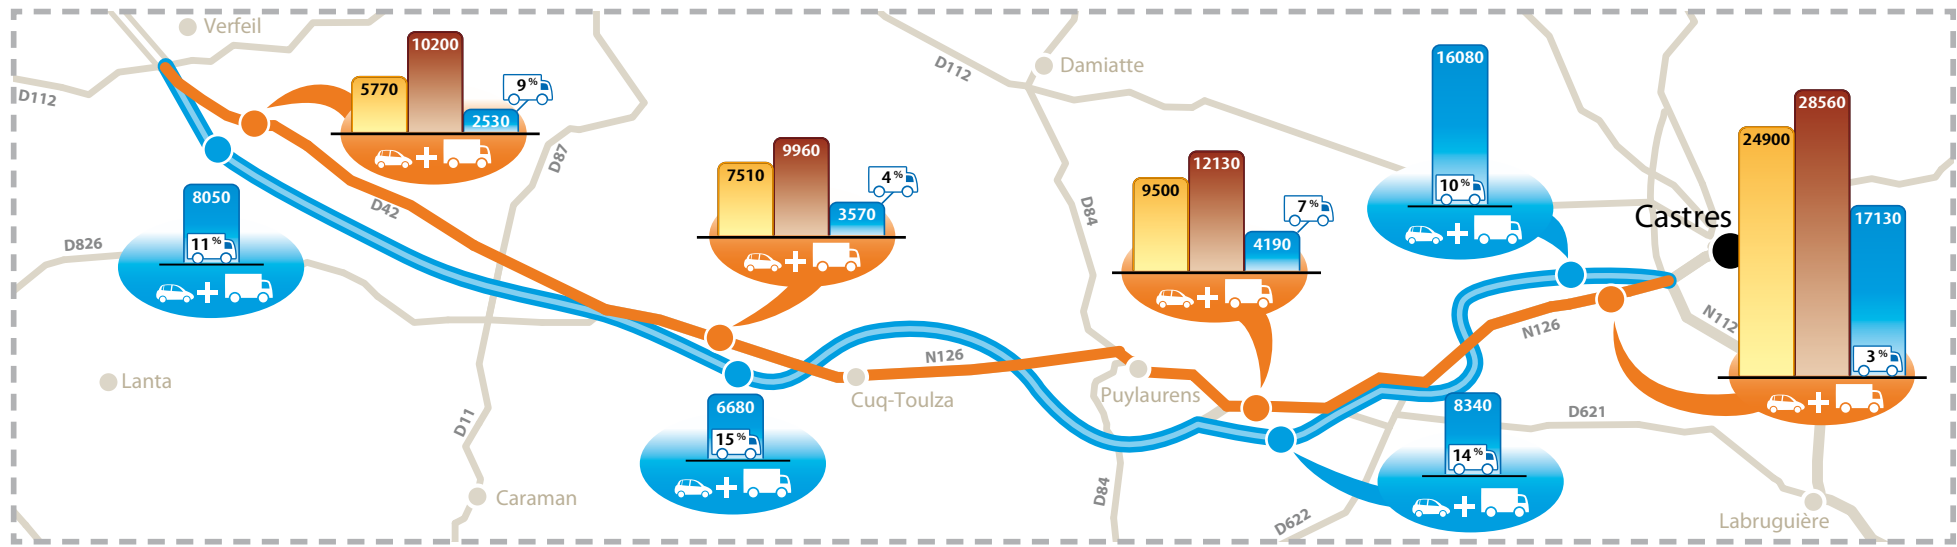 Verfeil
D112
5770
10200
9 %
2530
D87
8050
11 %
D42
D826
Lanta
D11
Caraman
7510
9960
4 %
3570
6680
15 %
Cuq-Toulza
N126
D112
Damiatte
D84
Puylaurens
D84
9500
12130
7 %
4190
16080
10 %
8340
14 %
D622
D621
N126
N112
Castres
24900
28560
17130
3 %
Labruguière